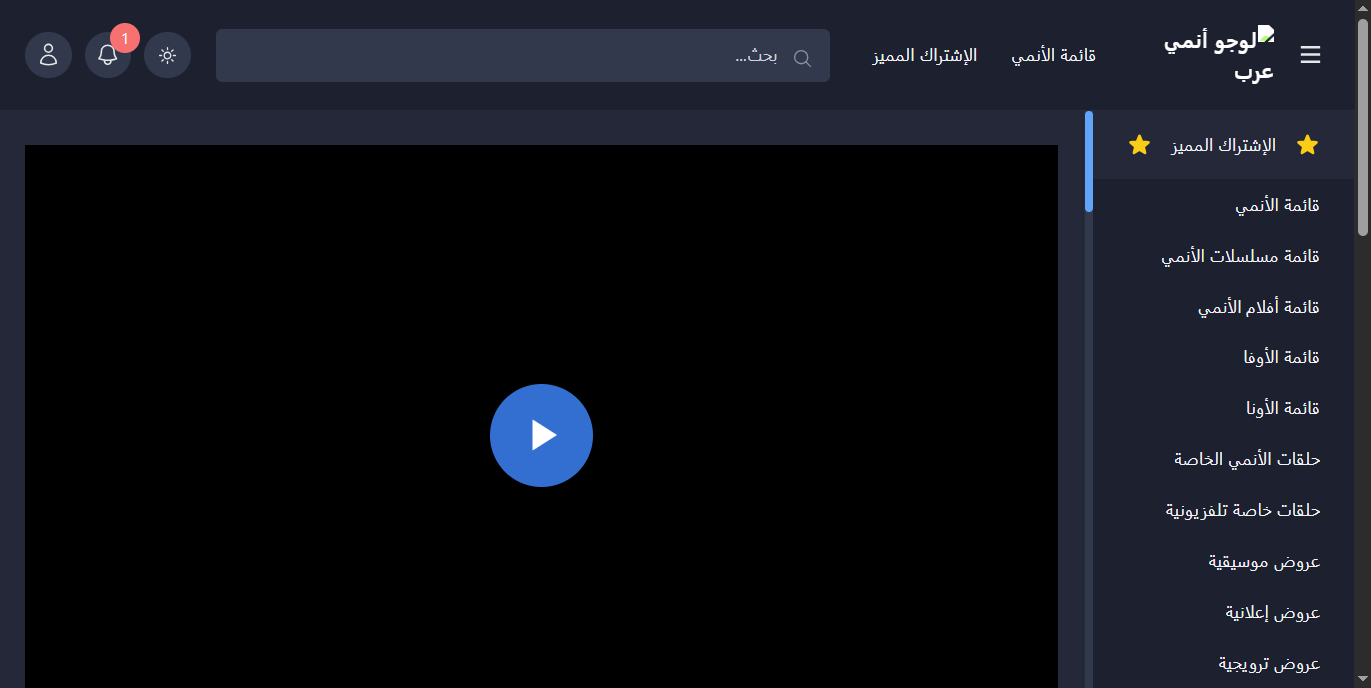 لوجو أنمي
عرب
قائمة الأنمي
الإشتراك المميز
بحث...
1
الإشتراك المميز
قائمة الأنمي
قائمة مسلسلات الأنمي
قائمة أفلام الأنمي
قائمة الأوفا
قائمة الأونا
حلقات الأنمي الخاصة
حلقات خاصة تلفزيونية
عروض موسيقية
عروض إعلانية
عروض ترويجية